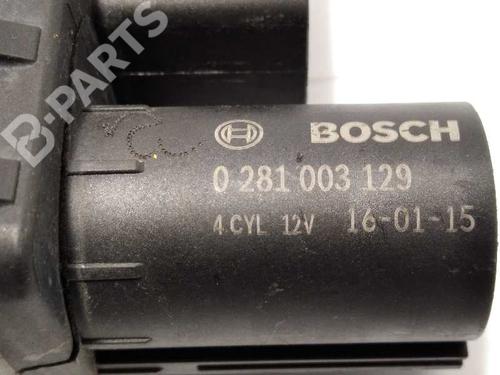 B-PARTS
BOSCH
0 281 003 129
4 CYL 12V 16-01-15